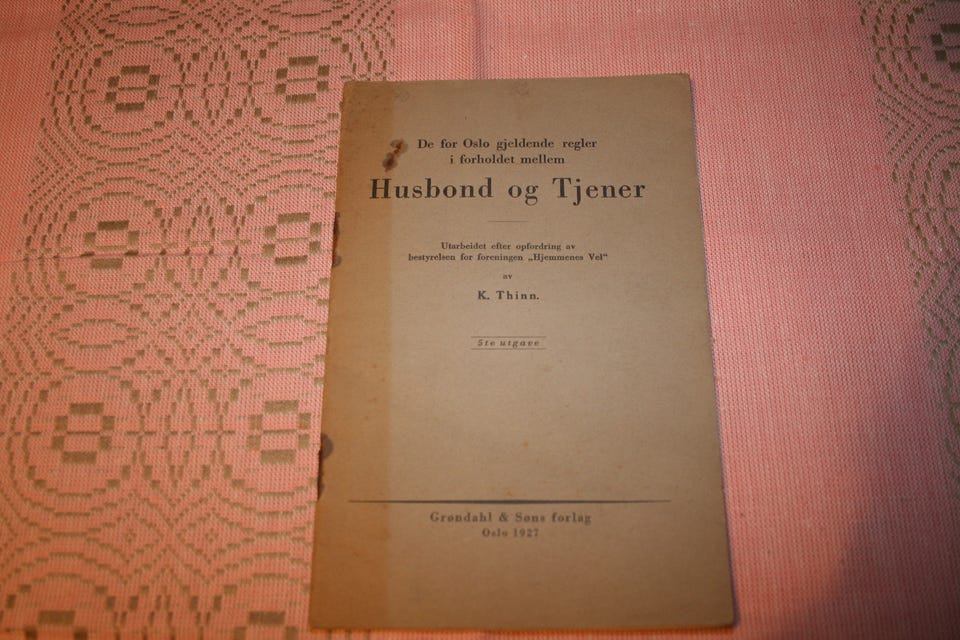 De for Oslo gjeldende regler
i forholdet mellem
Husbond og Tjener
Utarbeidet efter opfordring av
bestyrelsen for foreningen „Hjemmenes Vel“
av
K. Thinn.
5te utgave
Grøndahl & Søns forlag
Oslo 1927